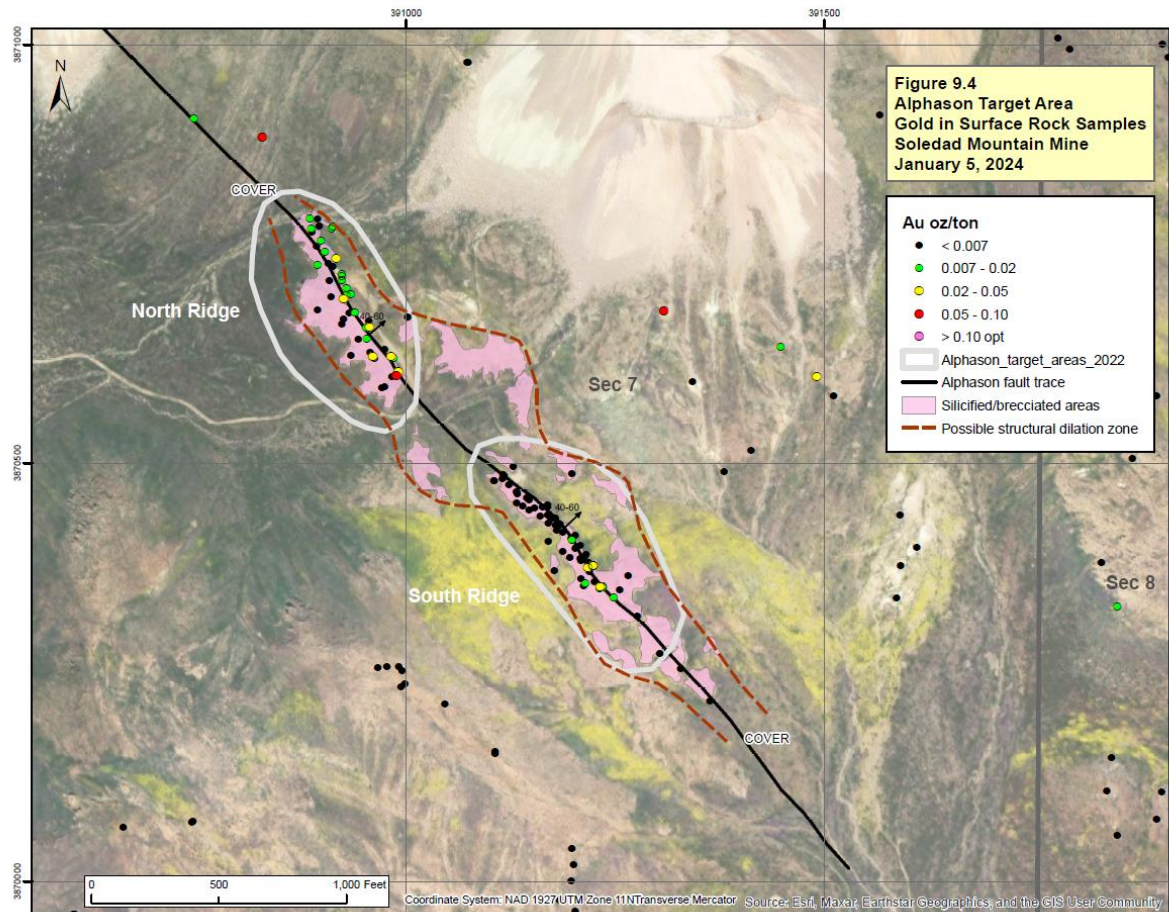 391000
391500
3871000
N
Figure 9.4
Alphason Target Area
Gold in Surface Rock Samples
Soledad Mountain Mine
January 5, 2024
COVER
Au oz/ton
< 0.007
0.007 - 0.02
0.02 - 0.05
0.05 - 0.10
> 0.10 opt
Alphason_target_areas_2022
Alphason fault trace
Silicified/brecciated areas
Possible structural dilation zone
North Ridge
40-60
Sec 7
3870500
40-60
South Ridge
Sec 8
COVER
3870000
0 500 1,000 Feet
Coordinate System: NAD 1927 UTM Zone 11NTransverse Mercator
Source: Esri, Maxar, Earthstar Geographics, and the GIS User Community